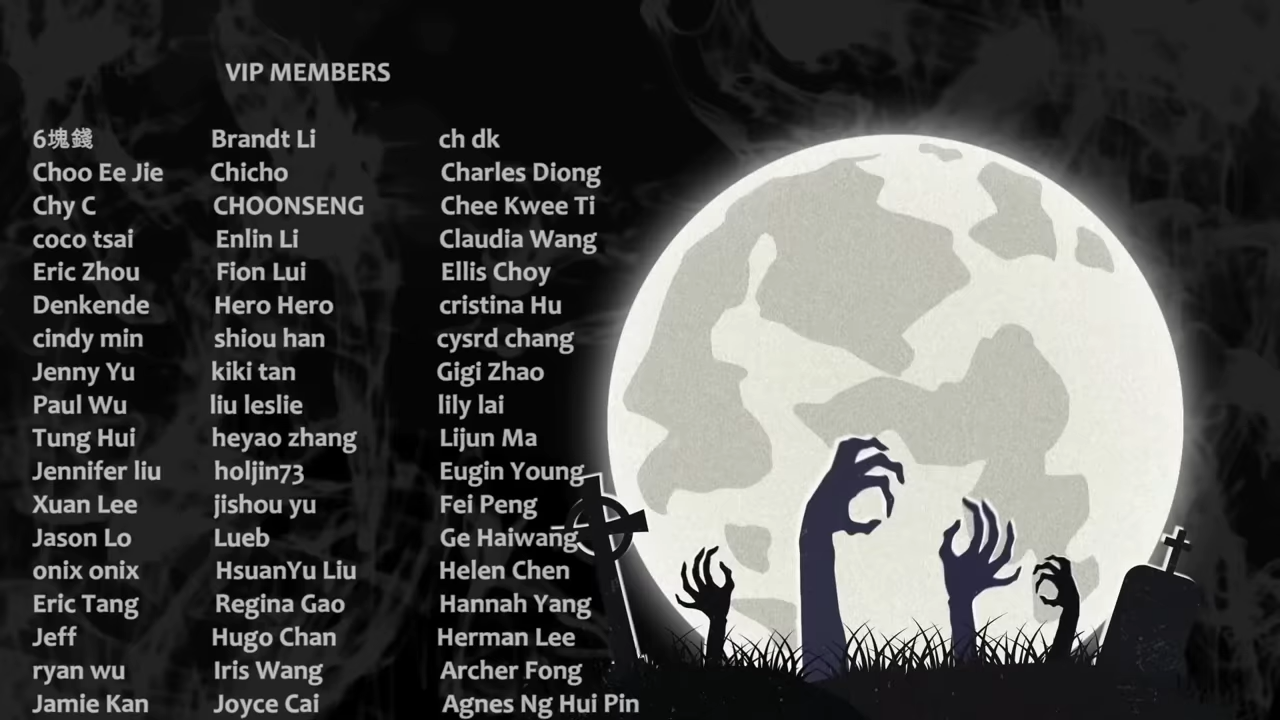 VIP MEMBERS
6塊錢 Brandt Li ch dk
Choo Ee Jie Chicho Charles Diong
Chy C CHOONSENG Chee Kwee Ti
coco tsai Enlin Li Claudia Wang
Eric Zhou Fion Lui Ellis Choy
Denkende Hero Hero cristina Hu
cindy min shiou han cysrd chang
Jenny Yu kiki tan Gigi Zhao
Paul Wu liu leslie lily lai
Tung Hui heyao zhang Lijun Ma
Jennifer liu holjin73 Eugin Young
Xuan Lee jishou yu Fei Peng
Jason Lo Lueb Ge Haiwang
onix onix HsuanYu Liu Helen Chen
Eric Tang Regina Gao Hannah Yang
Jeff Hugo Chan Herman Lee
ryan wu Iris Wang Archer Fong
Jamie Kan Joyce Cai Agnes Ng Hui Pin